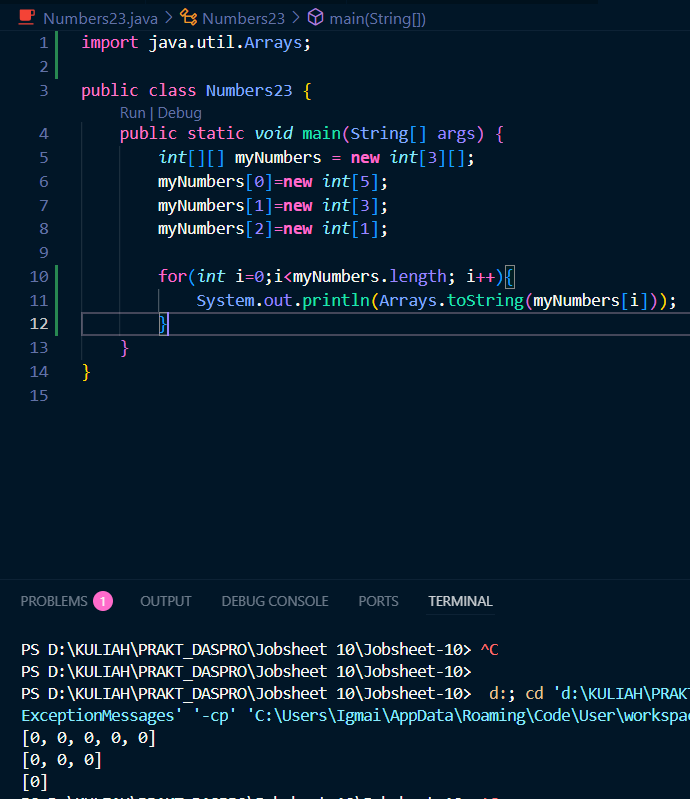 Numbers23.java > Numbers23 > main(String[])
1 import java.util.Arrays;
2
3 public class Numbers23 {
Run | Debug
4 public static void main(String[] args) {
5 int[][] myNumbers = new int[3][];
6 myNumbers[0]=new int[5];
7 myNumbers[1]=new int[3];
8 myNumbers[2]=new int[1];
9
10 for(int i=0;i<myNumbers.length; i++){
11 System.out.println(Arrays.toString(myNumbers[i]));
12 }
13 }
14 }
15
PROBLEMS 1 OUTPUT DEBUG CONSOLE PORTS TERMINAL
PS D:\KULIAH\PRAKT_DASPRO\Jobsheet 10\Jobsheet-10> ^C
PS D:\KULIAH\PRAKT_DASPRO\Jobsheet 10\Jobsheet-10>
PS D:\KULIAH\PRAKT_DASPRO\Jobsheet 10\Jobsheet-10> d:; cd 'd:\KULIAH\PRAKT
ExceptionMessages' '-cp' 'C:\Users\Igmai\AppData\Roaming\Code\User\workspac
[0, 0, 0, 0, 0]
[0, 0, 0]
[0]